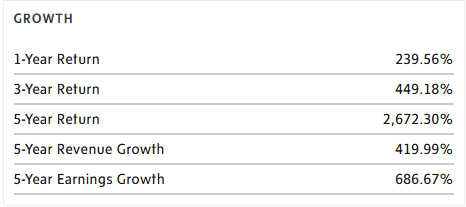 GROWTH
1-Year Return 239.56%
3-Year Return 449.18%
5-Year Return 2,672.30%
5-Year Revenue Growth 419.99%
5-Year Earnings Growth 686.67%